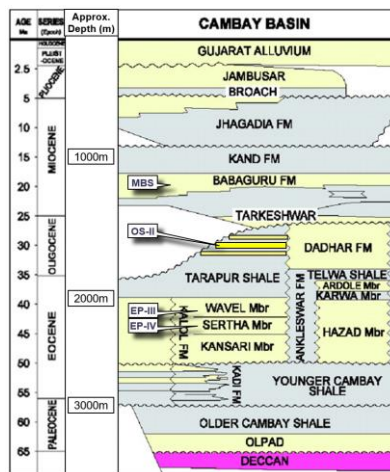 AGE
Ma
SERIES
(Epoch)
Approx.
Depth (m)
CAMBAY BASIN
HOLOCENE
PLEIST
-OCENE
PLIOCENE
MIOCENE
OLIGOCENE
EOCENE
PALEOCENE
2.5
5
10
15
20
25
30
35
40
45
50
55
60
65
1000m
2000m
3000m
GUJARAT ALLUVIUM
JAMBUSAR
BROACH
JHAGADIA FM
KAND FM
MBS
BABAGURU FM
TARKESHWAR
OS-II
DADHAR FM
TARAPUR SHALE
TELWA SHALE
ARDOLE Mbr
KARWA Mbr
ANKLESWAR FM
HAZAD Mbr
EP-III
EP-IV
KALOL FM
WAVEL Mbr
SERTHA Mbr
KANSARI Mbr
KADI FM
YOUNGER CAMBAY
SHALE
OLDER CAMBAY SHALE
OLPAD
DECCAN